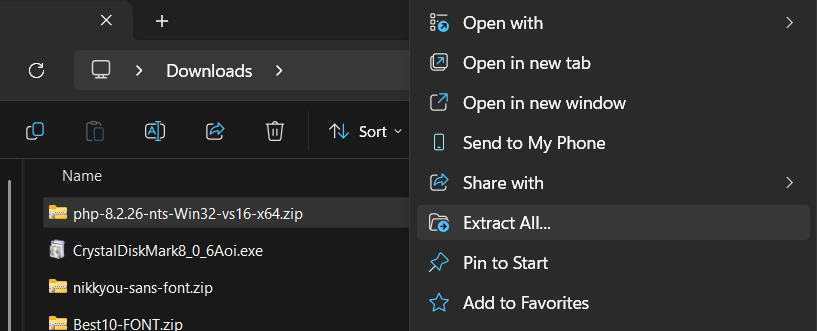 Downloads
Sort
Name
php-8.2.26-nts-Win32-vs16-x64.zip
CrystalDiskMark8_0_6Aoi.exe
nikkyou-sans-font.zip
Best10-FONT.zip
Open with
Open in new tab
Open in new window
Send to My Phone
Share with
Extract All...
Pin to Start
Add to Favorites